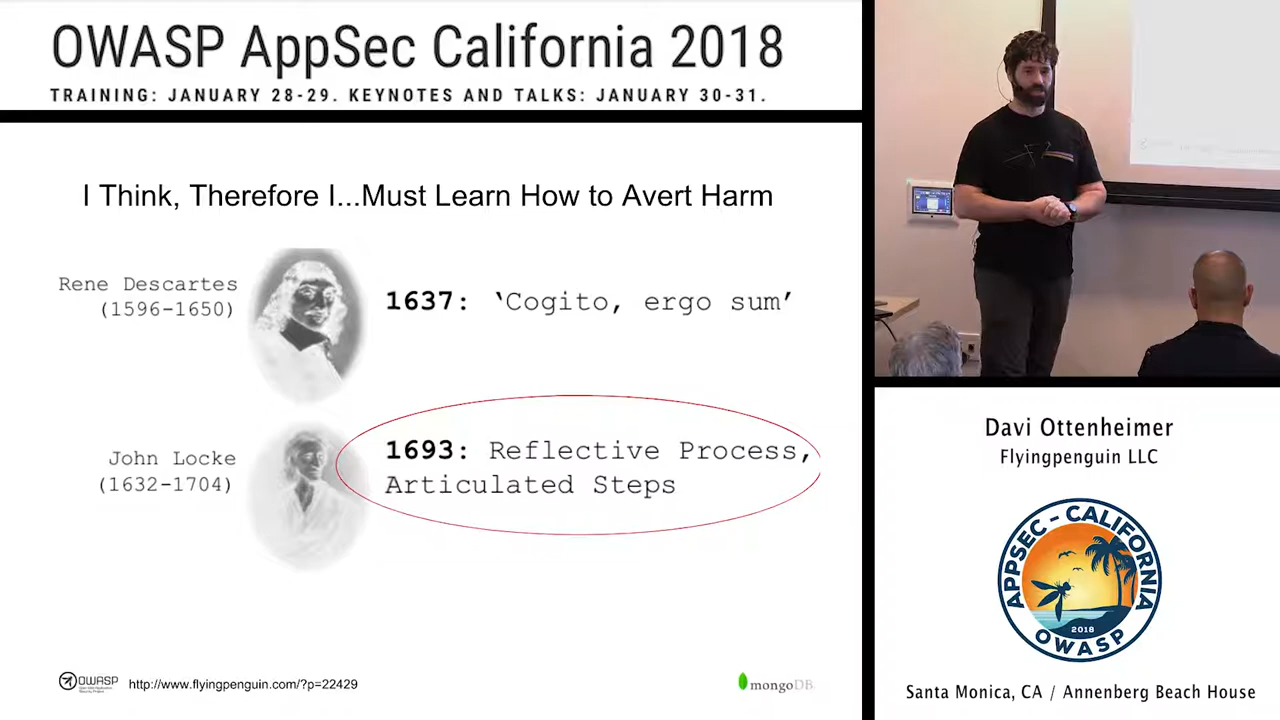 OWASP AppSec California 2018
TRAINING: JANUARY 28-29. KEYNOTES AND TALKS: JANUARY 30-31.
I Think, Therefore I...Must Learn How to Avert Harm
Rene Descartes
(1596-1650)
1637: ‘Cogito, ergo sum’
John Locke
(1632-1704)
1693: Reflective Process,
Articulated Steps
OWASP
http://www.flyingpenguin.com/?p=22429
mongoDB
Davi Ottenheimer
Flyingpenguin LLC
APPSEC - CALIFORNIA
2018
OWASP
Santa Monica, CA / Annenberg Beach House